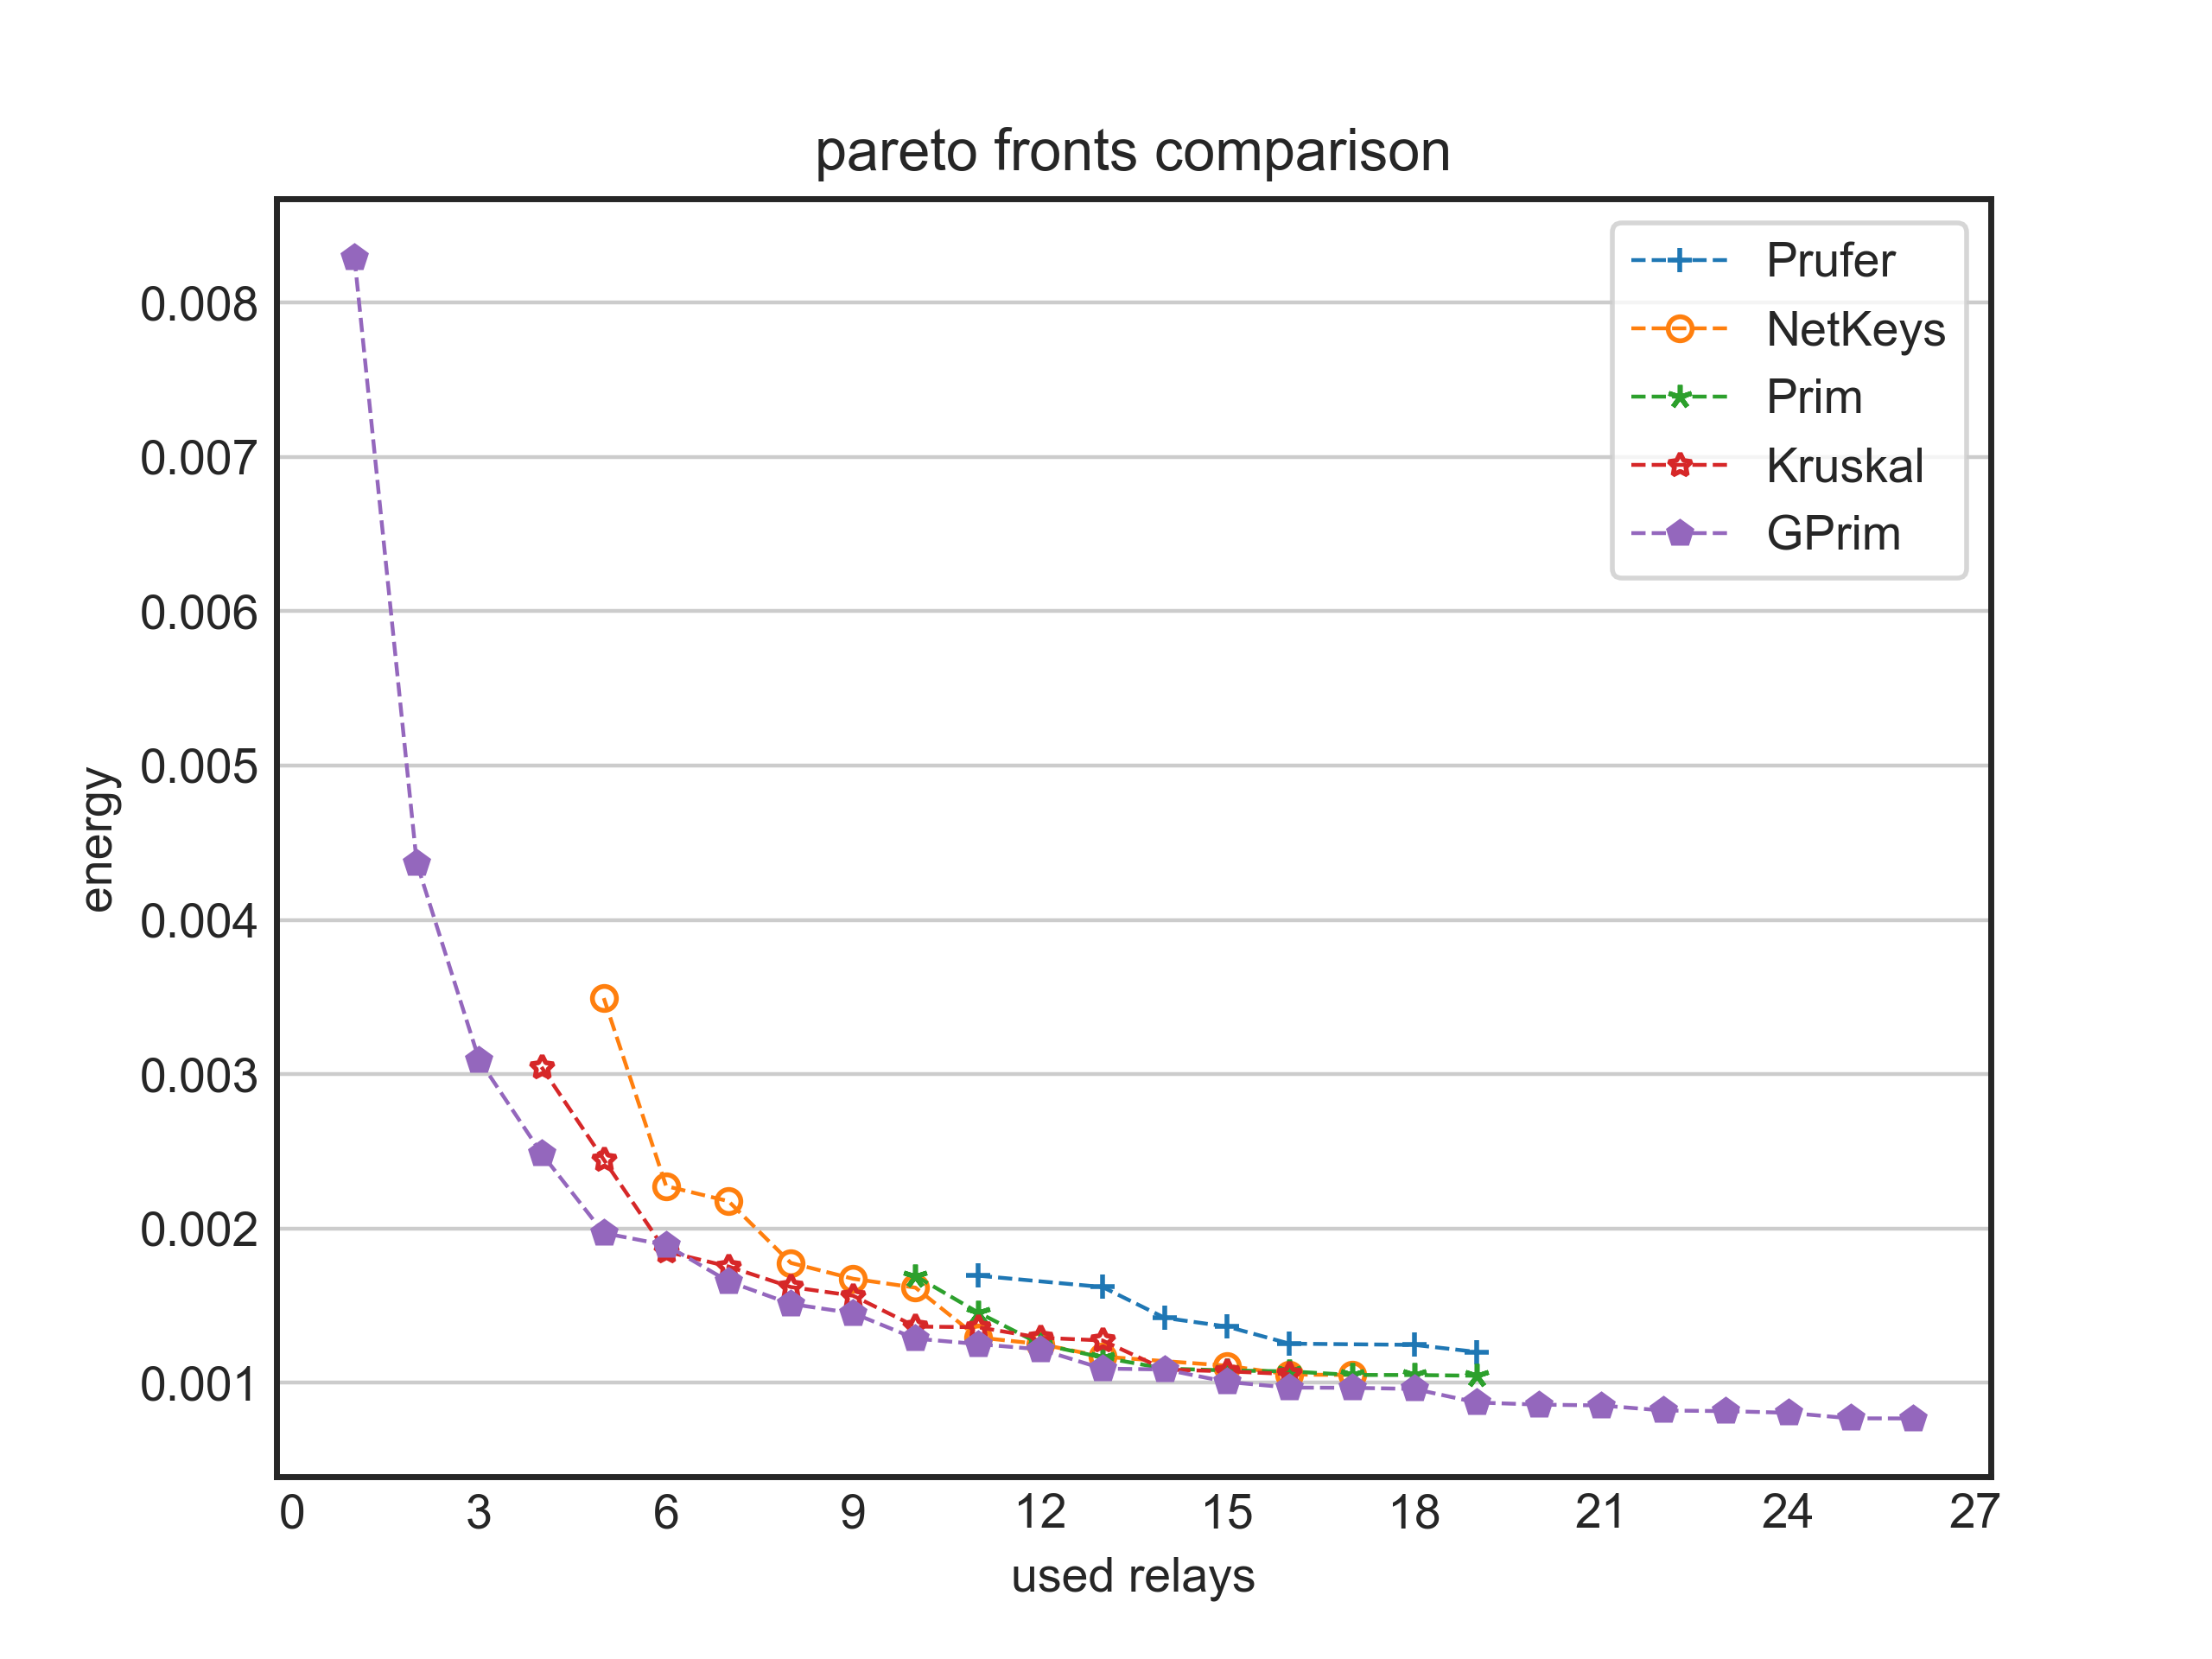 pareto fronts comparison
Prufer
NetKeys
Prim
Kruskal
GPrim
0.008
0.007
0.006
0.005
0.004
0.003
0.002
0.001
energy
0 3 6 9 12 15 18 21 24 27
used relays